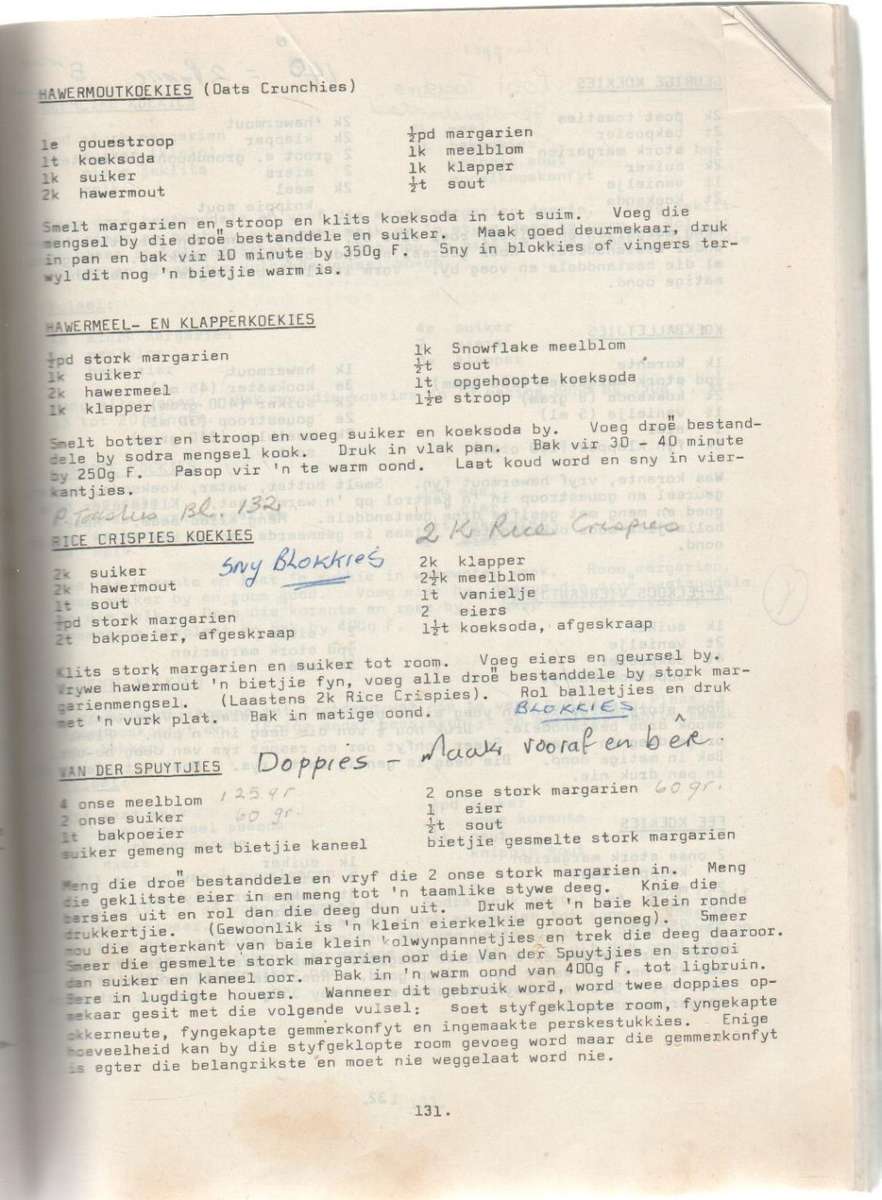 HAWERMOUTKOEKIES (Oats Crunchies)
1e gouestroop
½pd margarien
1t koeksoda
1k meelblom
1k suiker
1k klapper
2k hawermout
½t sout
Smelt margarien en stroop en klits koeksoda in tot suim. Voeg die
mengsel by die droë bestanddele en suiker. Maak goed deurmekaar, druk
in pan en bak vir 10 minute by 350g F. Sny in blokkies of vingers ter-
wyl dit nog 'n bietjie warm is.
HAWERMEEL- EN KLAPPERKOEKIES
½pd stork margarien
1k Snowflake meelblom
1k suiker
½t sout
2k hawermeel
1t opgehoopte koeksoda
1k klapper
1½e stroop
Smelt botter en stroop en voeg suiker en koeksoda by. Voeg droë bestand-
dele by sodra mengsel kook. Druk in vlak pan. Bak vir 30 - 40 minute
by 250g F. Pasop vir 'n te warm oond. Laat koud word en sny in vier-
kantjies.
P. Toasties Bl. 132.
RICE CRISPIES KOEKIES
2 K Rice Crispies
Sny BLOKKIES
2k suiker
2k klapper
2k hawermout
2½k meelblom
1t sout
1t vanielje
½pd stork margarien
2 eiers
2t bakpoeier, afgeskraap
1½t koeksoda, afgeskraap
Klits stork margarien en suiker tot room. Voeg eiers en geursel by.
Vrywe hawermout 'n bietjie fyn, voeg alle droë bestanddele by stork mar-
garienmengsel. (Laastens 2k Rice Crispies). Rol balletjies en druk
met 'n vurk plat. Bak in matige oond. BLOKKIES
VAN DER SPUYTJIES Doppies - Maak vooraf en bêre.
4 onse meelblom 125gr
2 onse stork margarien 60gr.
2 onse suiker 60 gr.
1 eier
1t bakpoeier
½t sout
suiker gemeng met bietjie kaneel
bietjie gesmelte stork margarien
Meng die droë bestanddele en vryf die 2 onse stork margarien in. Meng
die geklitste eier in en meng tot 'n taamlike stywe deeg. Knie die
barsies uit en rol dan die deeg dun uit. Druk met 'n baie klein ronde
drukkertjie. (Gewoonlik is 'n klein eierkelkie groot genoeg). Smeer
nou die agterkant van baie klein kolwynpannetjies en trek die deeg daaroor.
Smeer die gesmelte stork margarien oor die Van der Spuytjies en strooi
dan suiker en kaneel oor. Bak in 'n warm oond van 400g F. tot ligbruin.
Bere in lugdigte houers. Wanneer dit gebruik word, word twee doppies op-
mekaar gesit met die volgende vulsel: soet styfgeklopte room, fyngekapte
okkerneute, fyngekapte gemmerkonfyt en ingemaakte perskestukkies. Enige
hoeveelheid kan by die styfgeklopte room gevoeg word maar die gemmerkonfyt
is egter die belangrikste en moet nie weggelaat word nie.
131.